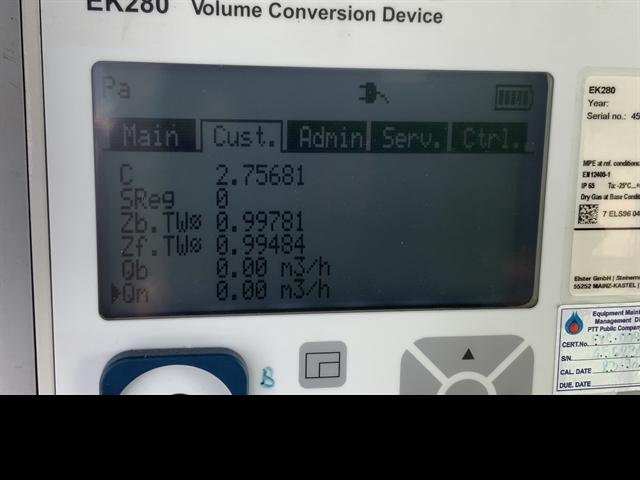 EK280 Volume Conversion Device
Pa
Main Cust. Admin Serv. Ctrl.
C 2.75681
SReg 0
Zb.TWø 0.99781
Zf.TWø 0.99484
Qb 0.00 m3/h
Qm 0.00 m3/h
B
EK280
Year:
Serial no.: 45
MPE at ref. conditions
EN 12405-1
IP 65 Ta: -25°C...
Dry Gas at Base Condi
7 ELS96 04
Elster GmbH | Steinern
55252 MAINZ-KASTEL |
Equipment Main
Management Di
PTT Public Compan
CERT.No.
S/N.
CAL. DATE
DUE. DATE